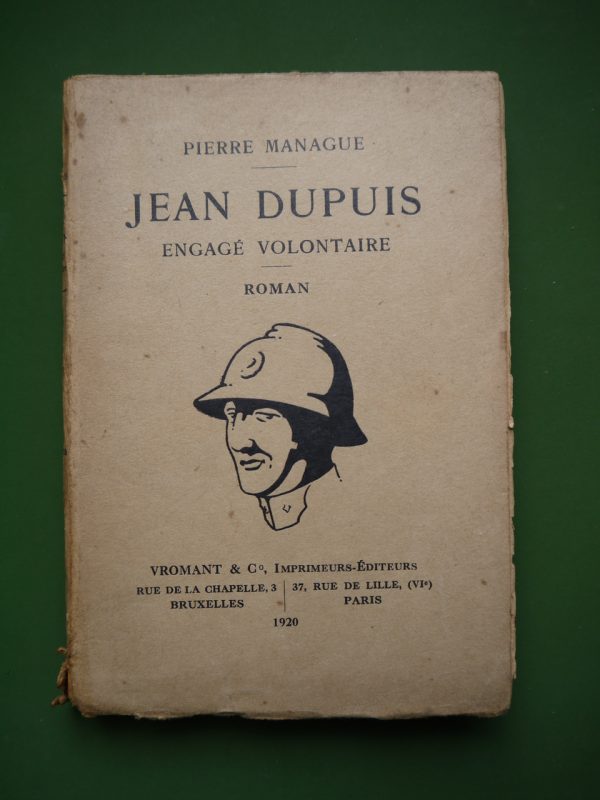 PIERRE MANAGUE
JEAN DUPUIS
ENGAGÉ VOLONTAIRE
ROMAN
VROMANT & Cº, IMPRIMEURS-ÉDITEURS
RUE DE LA CHAPELLE, 3 | 37, RUE DE LILLE, (VIᵉ)
BRUXELLES | PARIS
1920